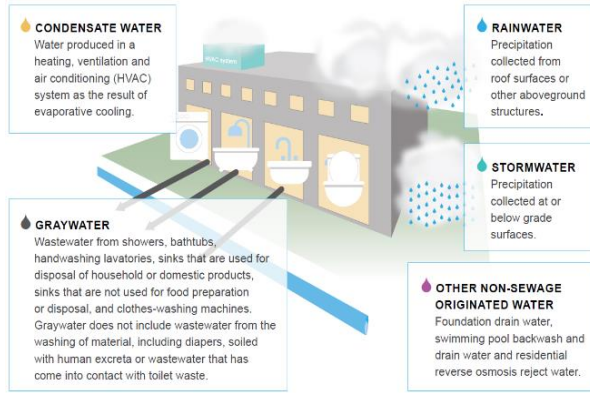 CONDENSATE WATER
Water produced in a
heating, ventilation and
air conditioning (HVAC)
system as the result of
evaporative cooling.
HVAC system
RAINWATER
Precipitation
collected from
roof surfaces or
other aboveground
structures.
STORMWATER
Precipitation
collected at or
below grade
surfaces.
GRAYWATER
Wastewater from showers, bathtubs,
handwashing lavatories, sinks that are used for
disposal of household or domestic products,
sinks that are not used for food preparation
or disposal, and clothes-washing machines.
Graywater does not include wastewater from the
washing of material, including diapers, soiled
with human excreta or wastewater that has
come into contact with toilet waste.
OTHER NON-SEWAGE
ORIGINATED WATER
Foundation drain water,
swimming pool backwash and
drain water and residential
reverse osmosis reject water.